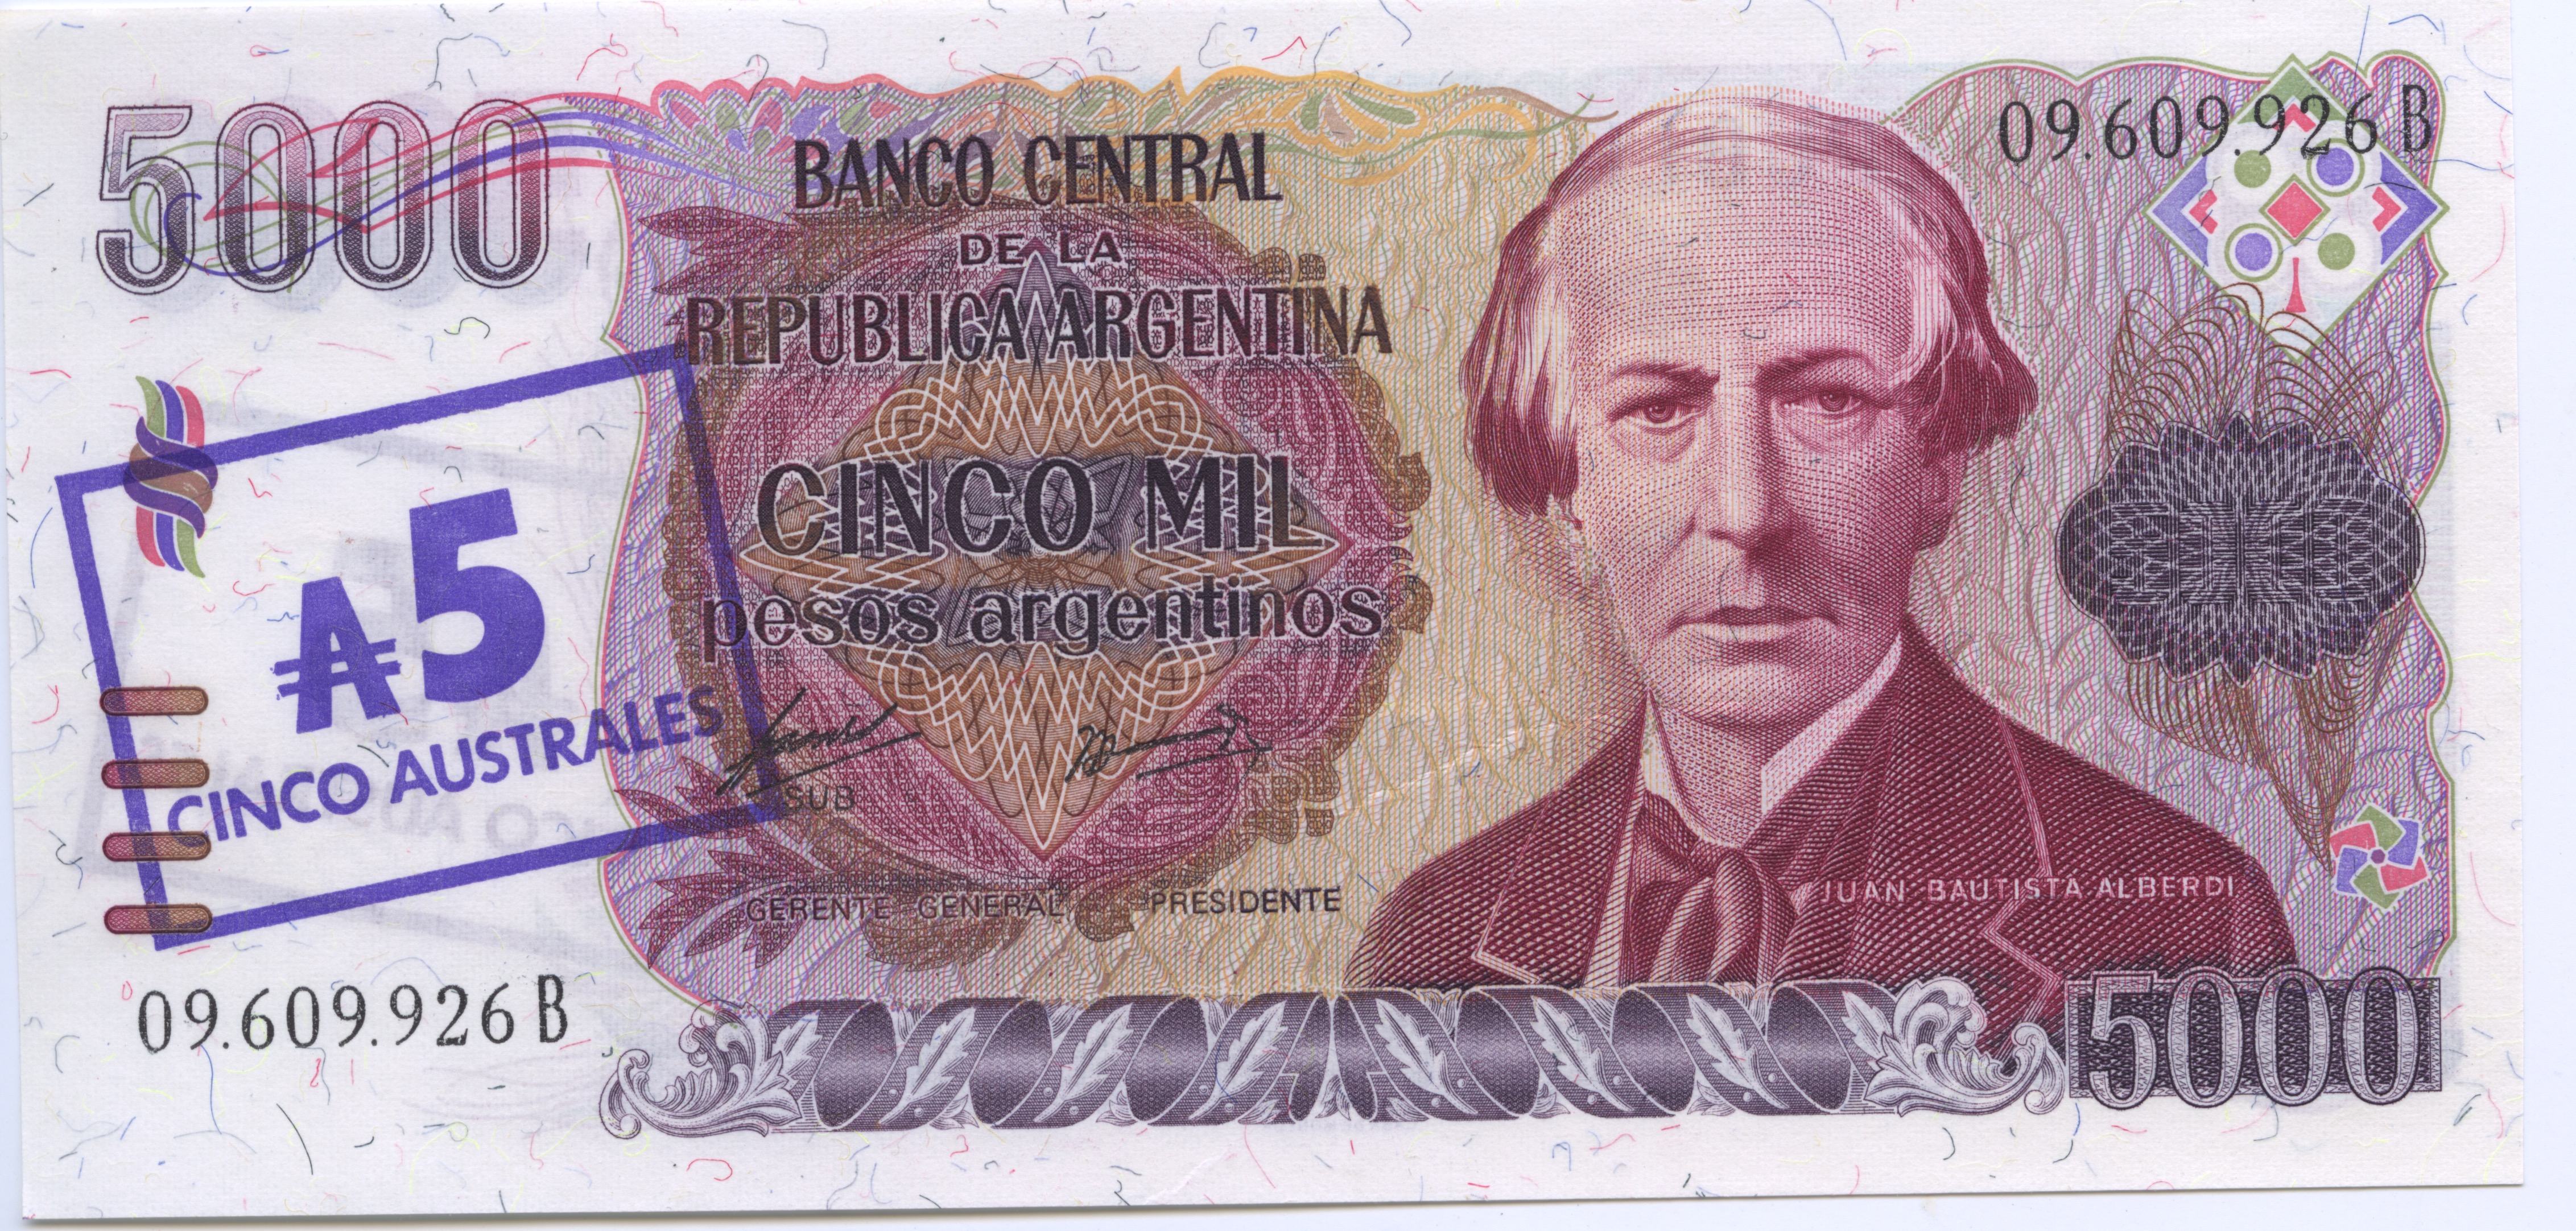 5000
09.609.926 B
BANCO CENTRAL
DE LA
REPUBLICA ARGENTINA
CINCO MIL
pesos argentinos
₳5
CINCO AUSTRALES
SUB
GERENTE GENERAL
PRESIDENTE
JUAN BAUTISTA ALBERDI
09.609.926 B
5000